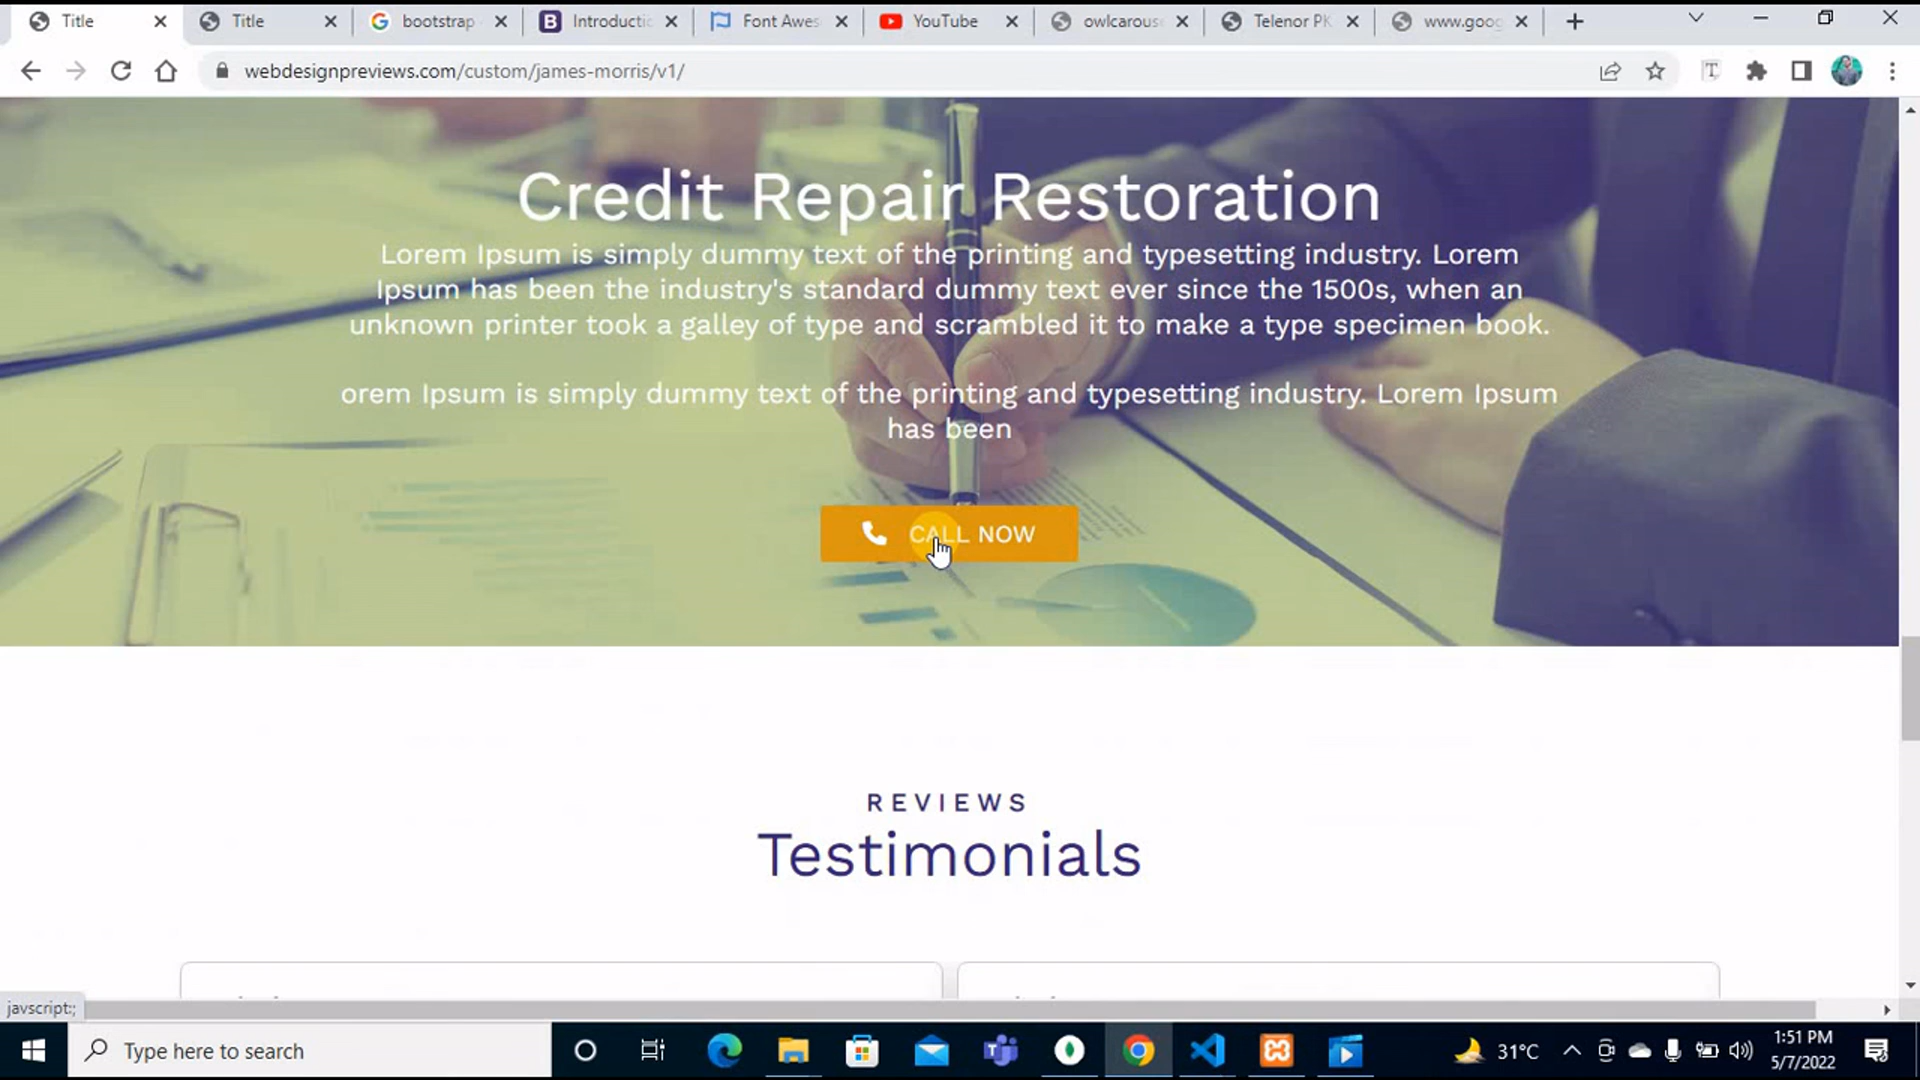 Title
Title
bootstrap
Introductio
Font Awes
YouTube
owlcarous
Telenor PK
www.goog
webdesignpreviews.com/custom/james-morris/v1/
Credit Repair Restoration
Lorem Ipsum is simply dummy text of the printing and typesetting industry. Lorem
Ipsum has been the industry's standard dummy text ever since the 1500s, when an
unknown printer took a galley of type and scrambled it to make a type specimen book.
orem Ipsum is simply dummy text of the printing and typesetting industry. Lorem Ipsum
has been
CALL NOW
REVIEWS
Testimonials
javscript:;
Type here to search
31°C
1:51 PM
5/7/2022